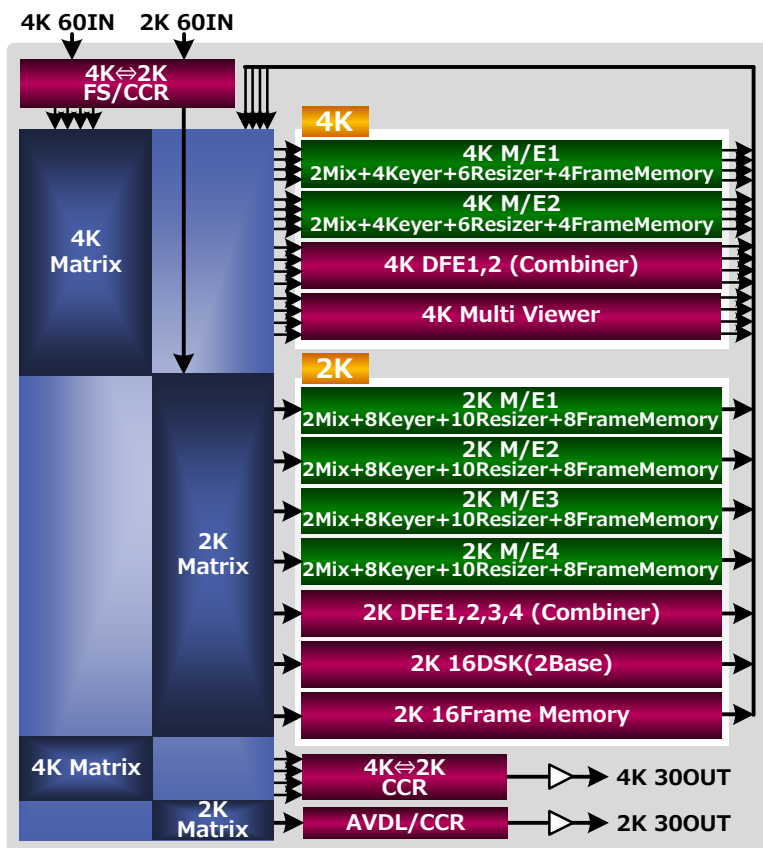 4K 60IN
2K 60IN
4K⇔2K
FS/CCR
4K
4K M/E1
2Mix+4Keyer+6Resizer+4FrameMemory
4K M/E2
2Mix+4Keyer+6Resizer+4FrameMemory
4K DFE1,2 (Combiner)
4K Multi Viewer
4K
Matrix
2K
2K M/E1
2Mix+8Keyer+10Resizer+8FrameMemory
2K M/E2
2Mix+8Keyer+10Resizer+8FrameMemory
2K M/E3
2Mix+8Keyer+10Resizer+8FrameMemory
2K M/E4
2Mix+8Keyer+10Resizer+8FrameMemory
2K DFE1,2,3,4 (Combiner)
2K 16DSK(2Base)
2K 16Frame Memory
2K
Matrix
4K Matrix
4K⇔2K
CCR
4K 30OUT
2K
Matrix
AVDL/CCR
2K 30OUT